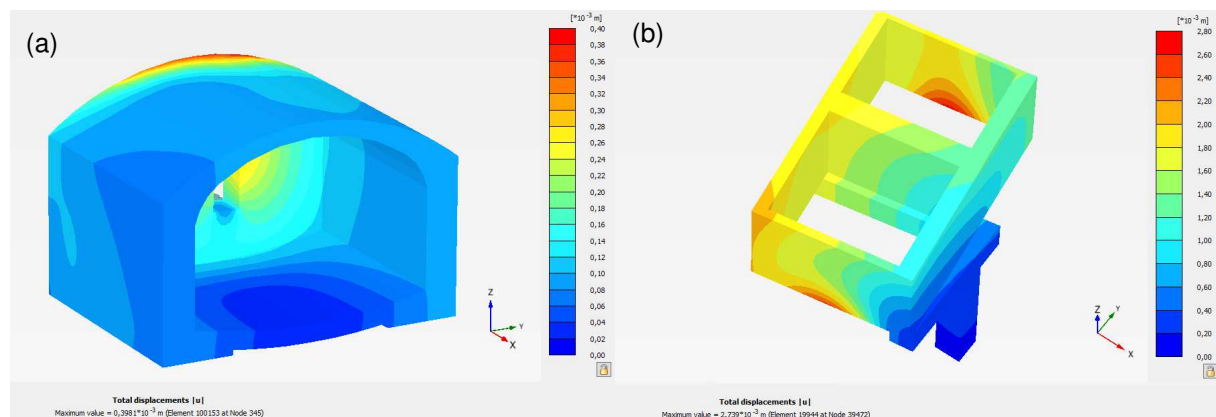 (a)
[*10⁻³ m]
0,40
0,38
0,36
0,34
0,32
0,30
0,28
0,26
0,24
0,22
0,20
0,18
0,16
0,14
0,12
0,10
0,08
0,06
0,04
0,02
0,00
Z
Y
X
Total displacements |u|
Maximum value = 0,3981*10⁻³ m (Element 100153 at Node 345)
(b)
[*10⁻³ m]
2,80
2,60
2,40
2,20
2,00
1,80
1,60
1,40
1,20
1,00
0,80
0,60
0,40
0,20
0,00
Z
Y
X
Total displacements |u|
Maximum value = 2,739*10⁻³ m (Element 19944 at Node 39472)